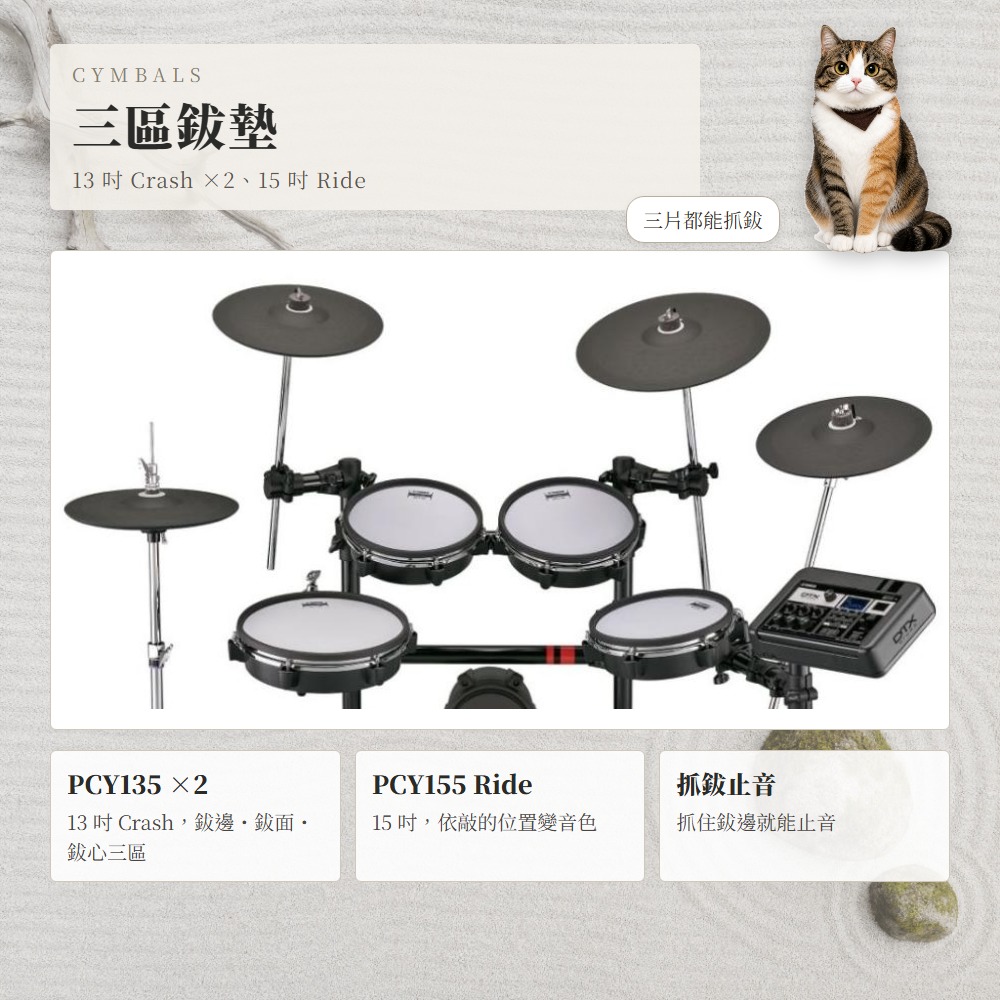 CYMBALS
三區鈸墊
13 吋 Crash ×2、15 吋 Ride
三片都能抓鈸
DTX
DTX
PCY135 ×2
13 吋 Crash，鈸邊・鈸面・
鈸心三區
PCY155 Ride
15 吋，依敲的位置變音色
抓鈸止音
抓住鈸邊就能止音